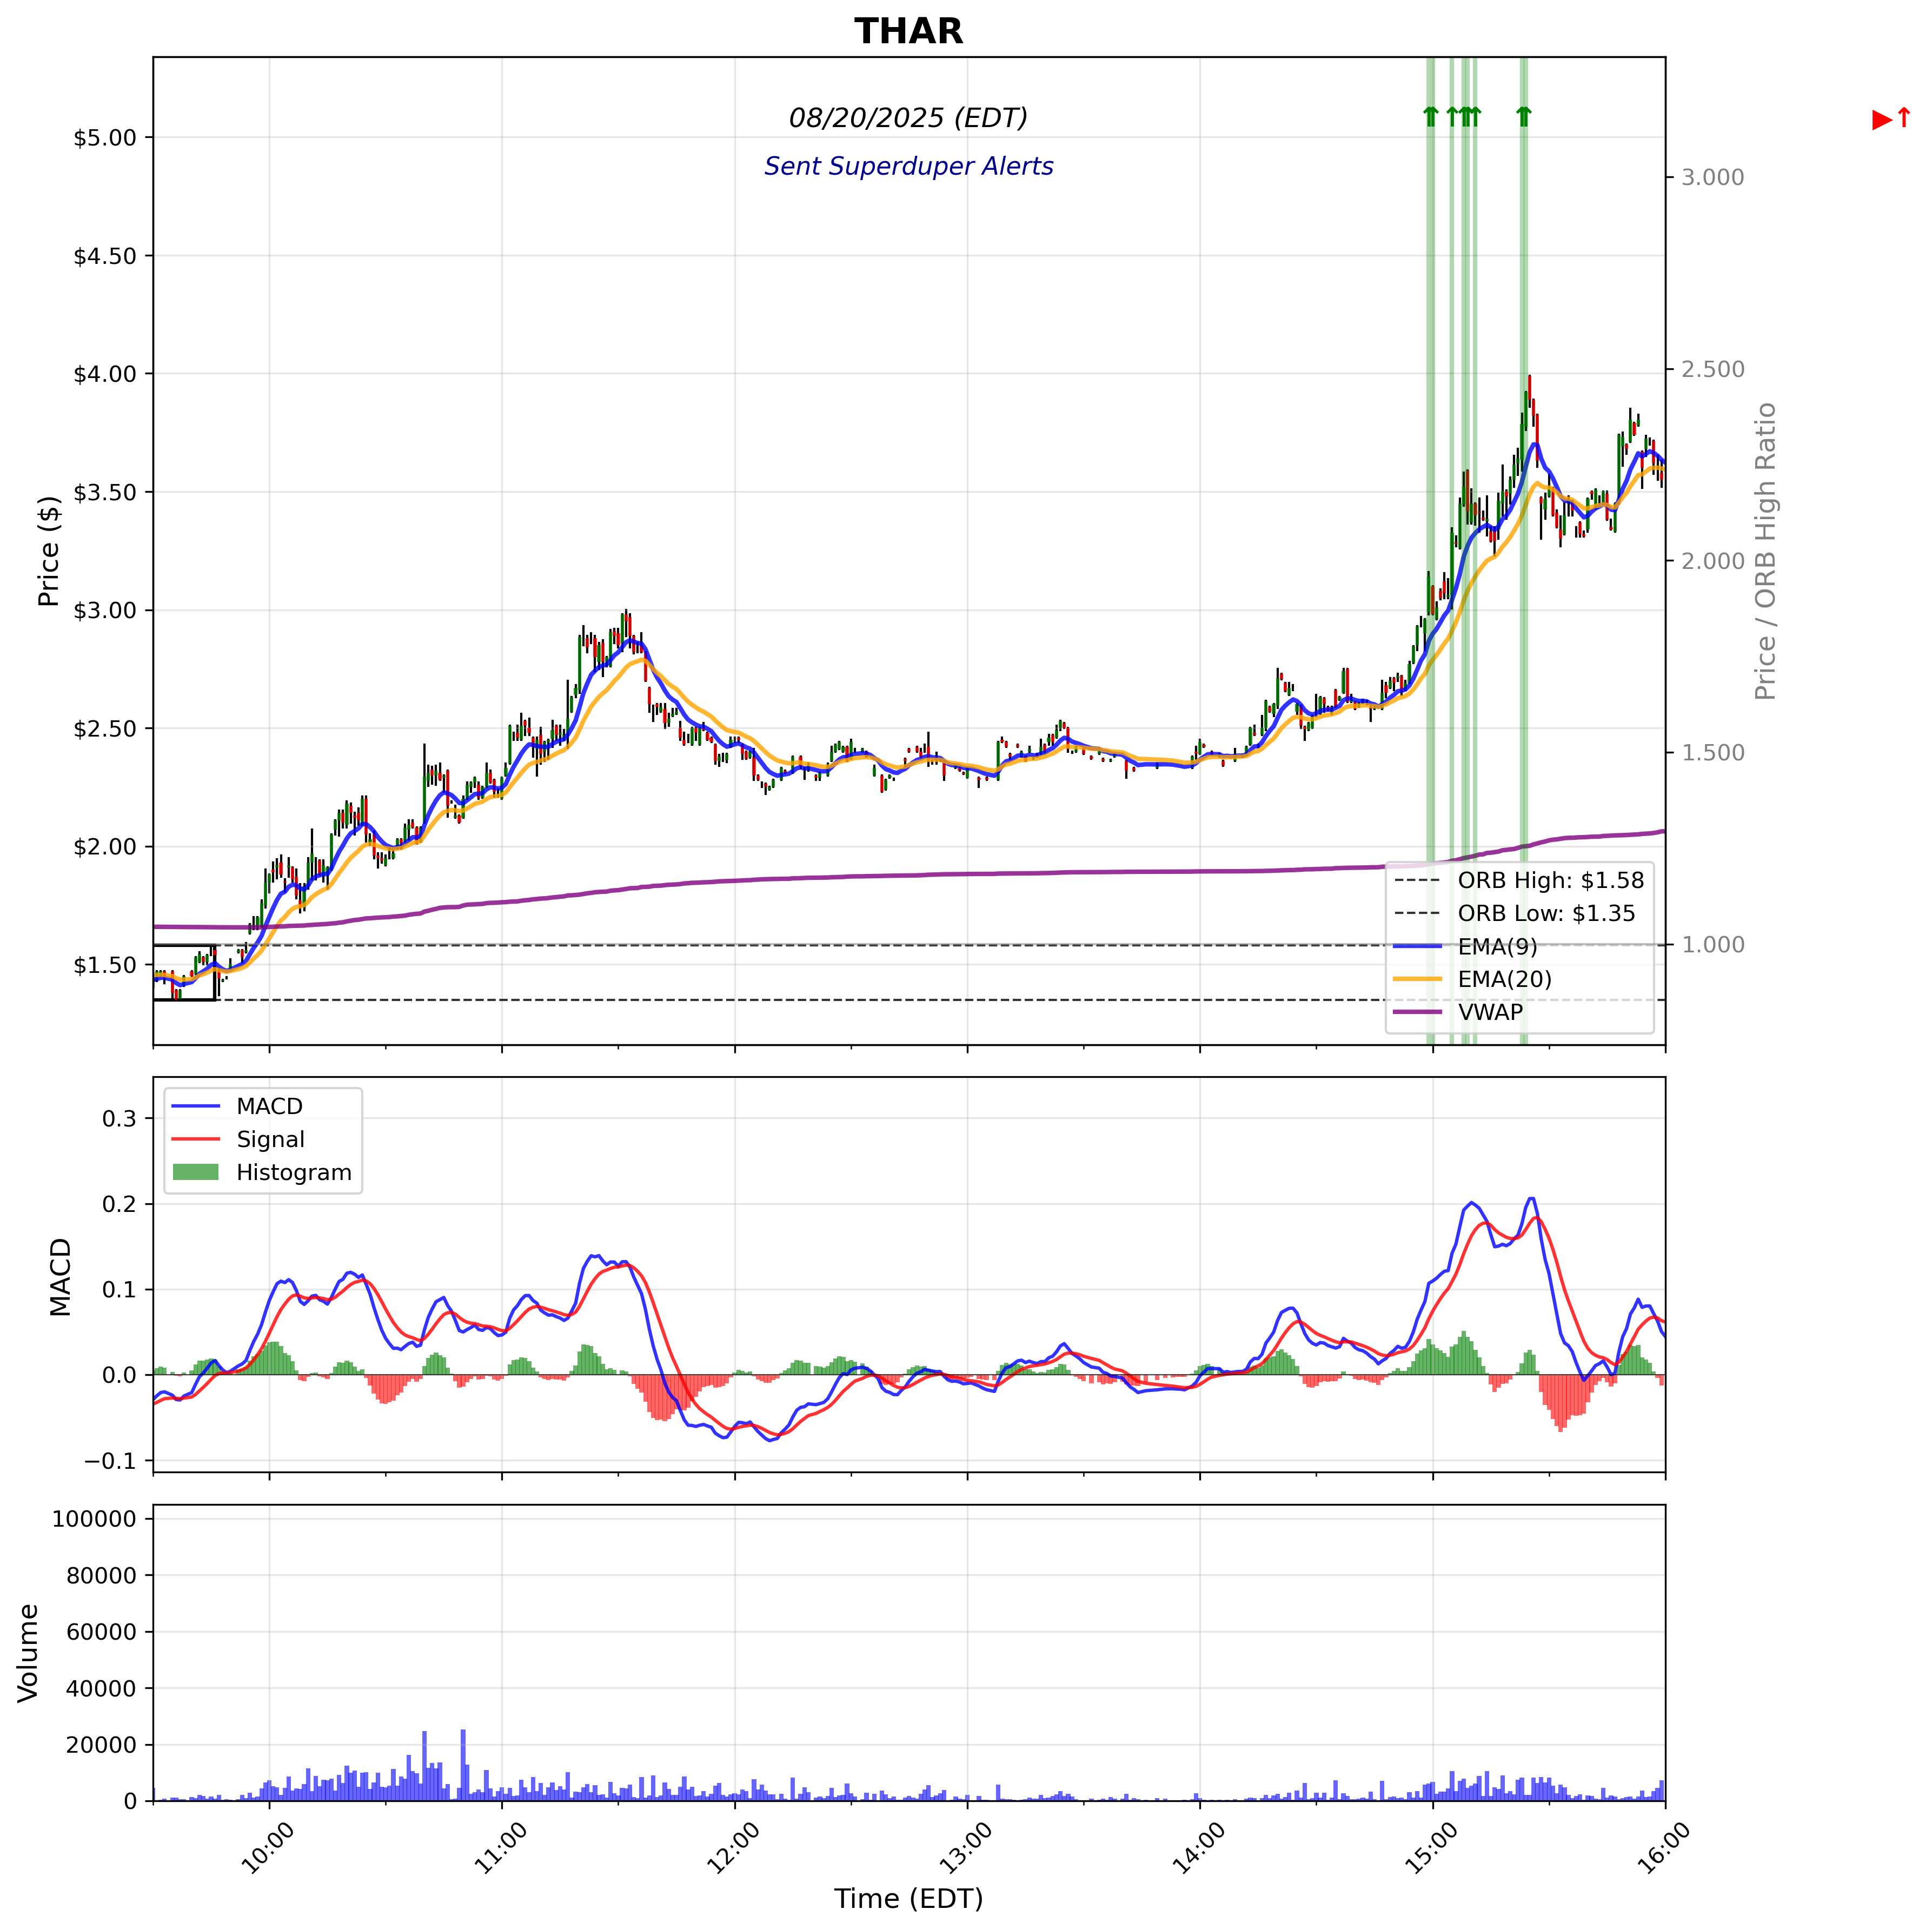 THAR
08/20/2025 (EDT)
Sent Superduper Alerts
▶↑
Price ($)
$5.00
$4.50
$4.00
$3.50
$3.00
$2.50
$2.00
$1.50
3.000
2.500
2.000
1.500
1.000
Price / ORB High Ratio
ORB High: $1.58
ORB Low: $1.35
EMA(9)
EMA(20)
VWAP
MACD
0.3
0.2
0.1
0.0
−0.1
MACD
Signal
Histogram
Volume
100000
80000
60000
40000
20000
0
10:00
11:00
12:00
13:00
14:00
15:00
16:00
Time (EDT)